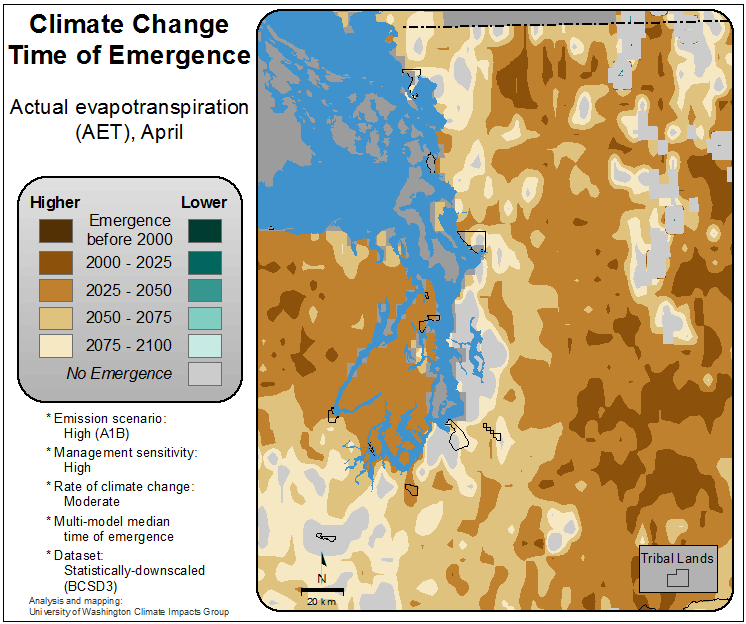 Climate Change
Time of Emergence
Actual evapotranspiration
(AET), April
Higher Lower
Emergence
before 2000
2000 - 2025
2025 - 2050
2050 - 2075
2075 - 2100
No Emergence
* Emission scenario:
High (A1B)
* Management sensitivity:
High
* Rate of climate change:
Moderate
* Multi-model median
time of emergence
* Dataset:
Statistically-downscaled
(BCSD3)
Analysis and mapping:
University of Washington Climate Impacts Group
N
20 km
Tribal Lands